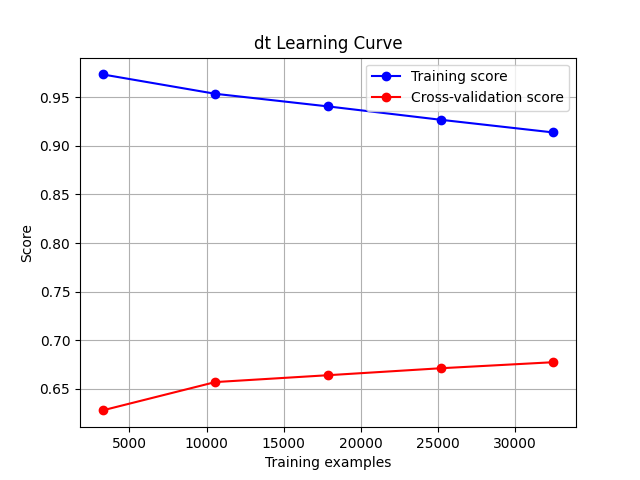 dt Learning Curve
Training score
Cross-validation score
0.95
0.90
0.85
0.80
0.75
0.70
0.65
Score
5000 10000 15000 20000 25000 30000
Training examples